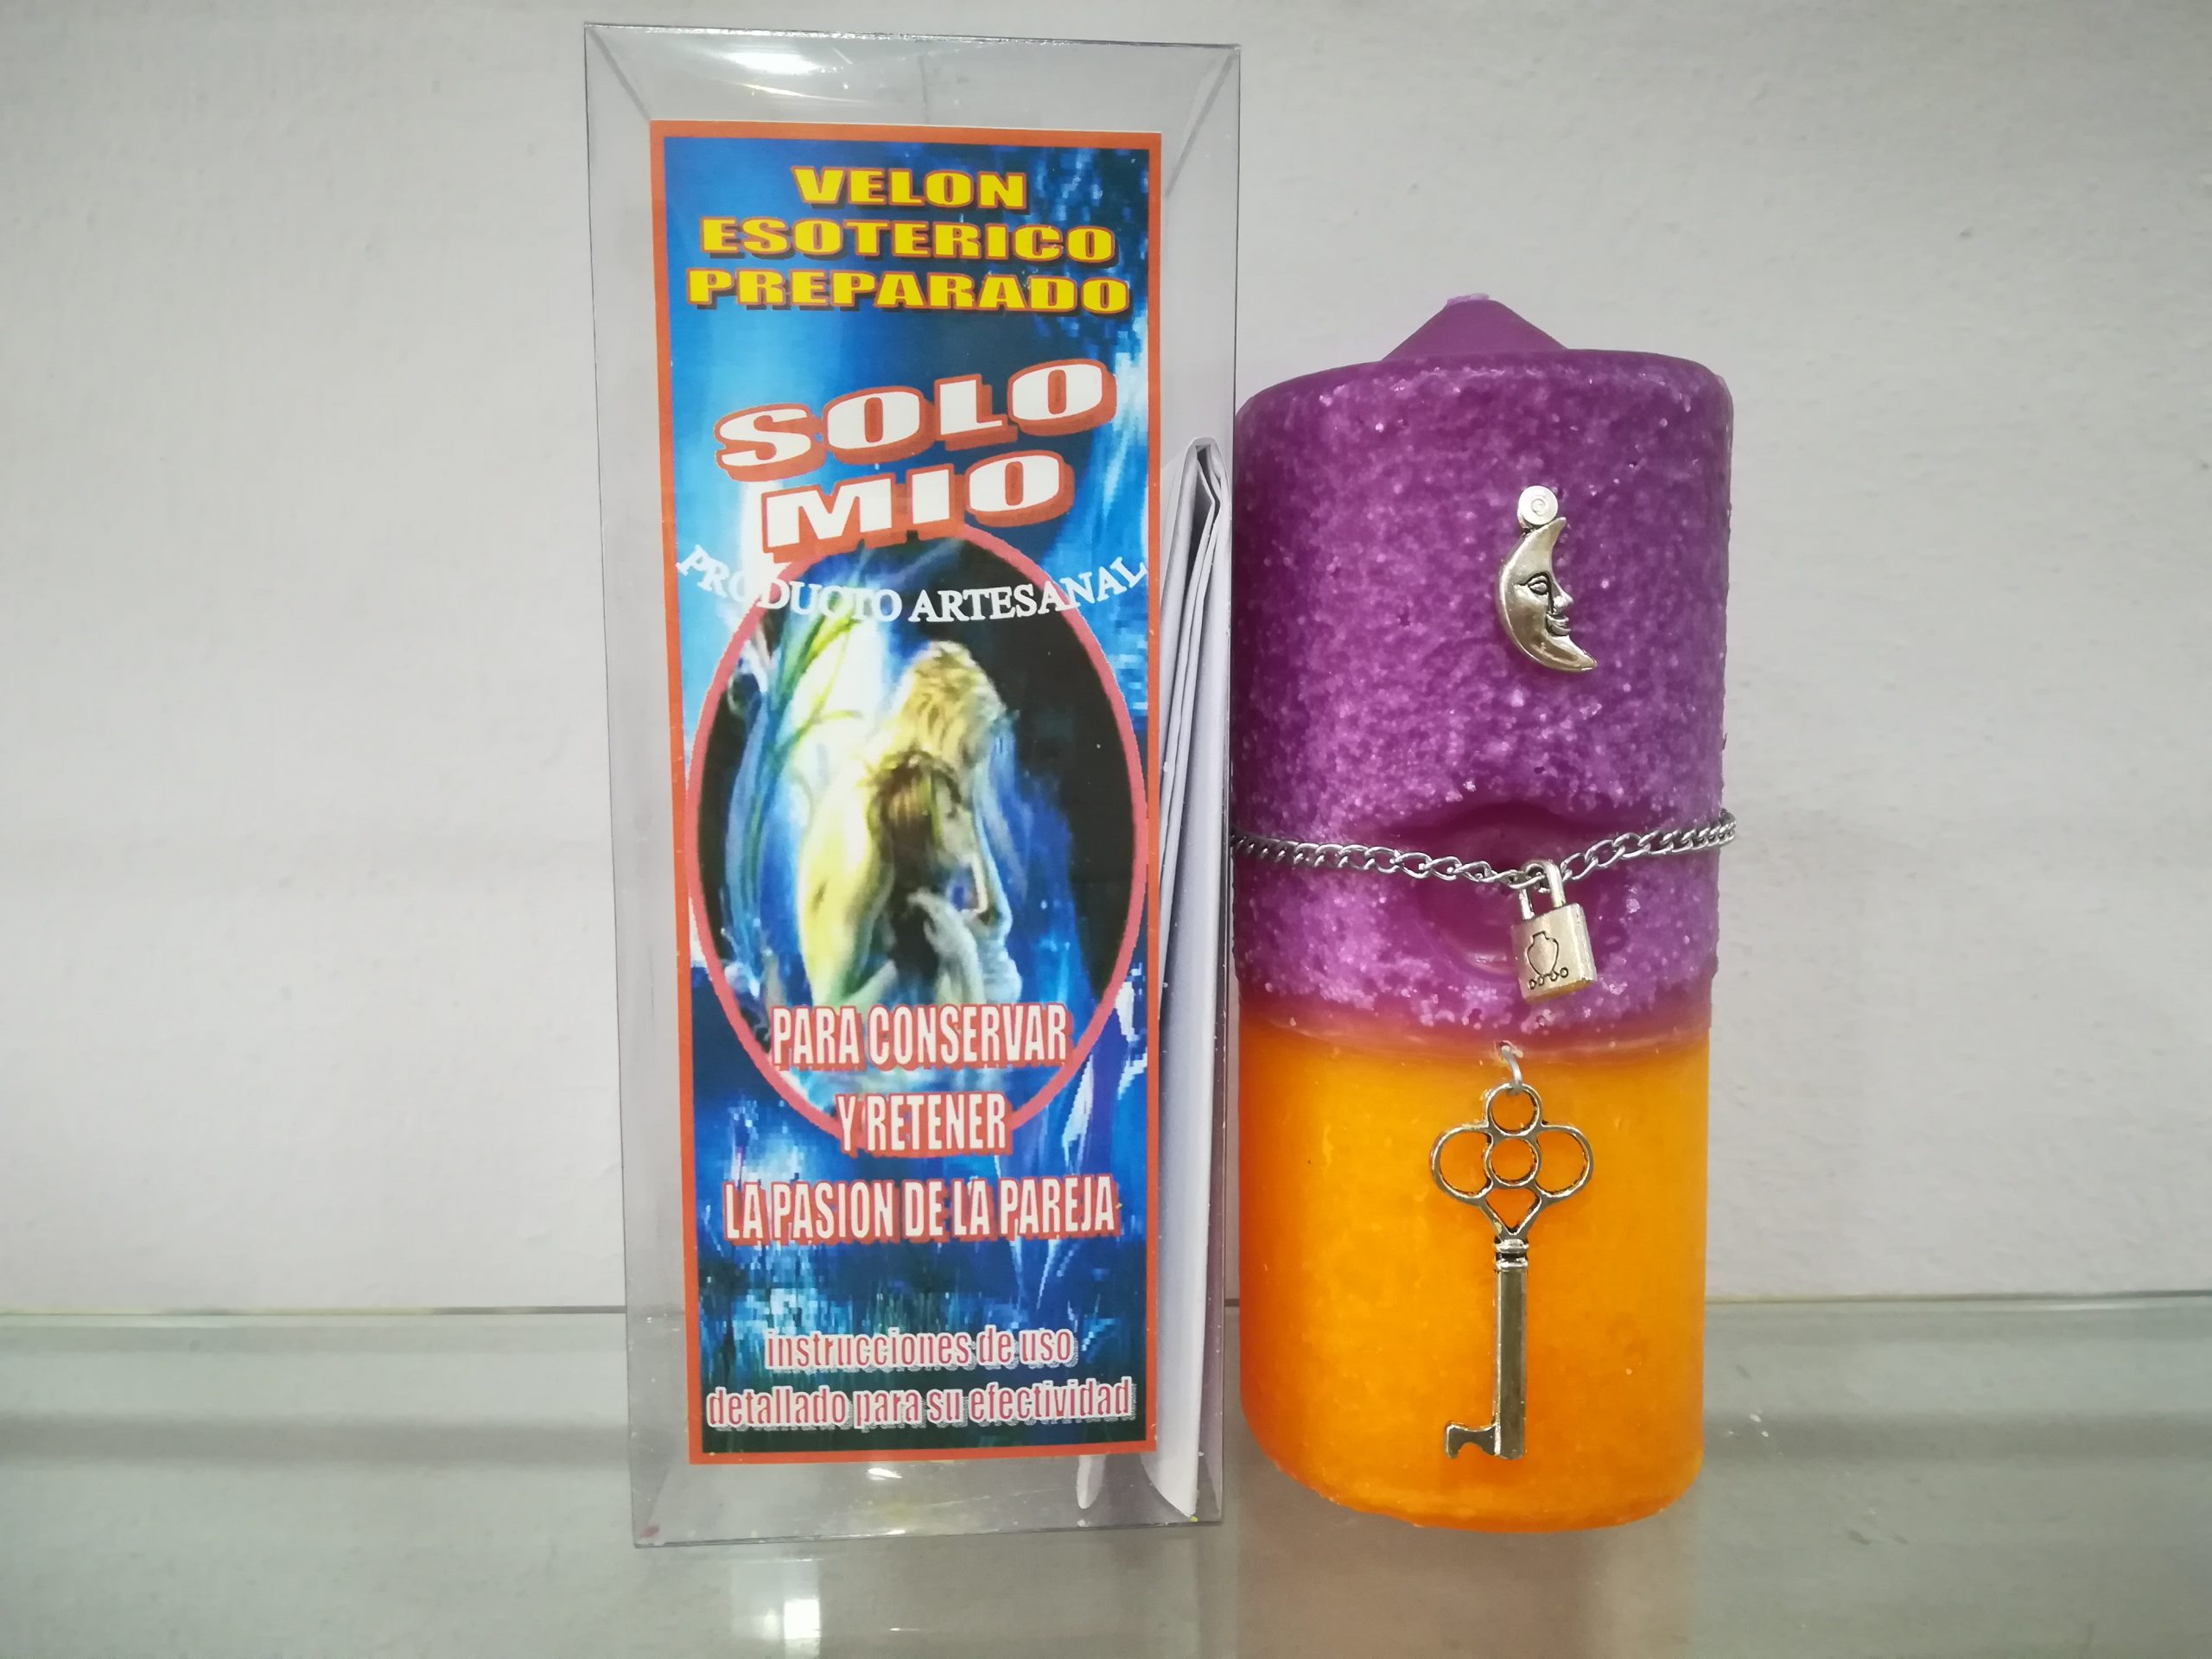 VELON
ESOTERICO
PREPARADO
SOLO
MIO
PRODUCTO ARTESANAL
PARA CONSERVAR
Y RETENER
LA PASION DE LA PAREJA
instrucciones de uso
detallado para su efectividad